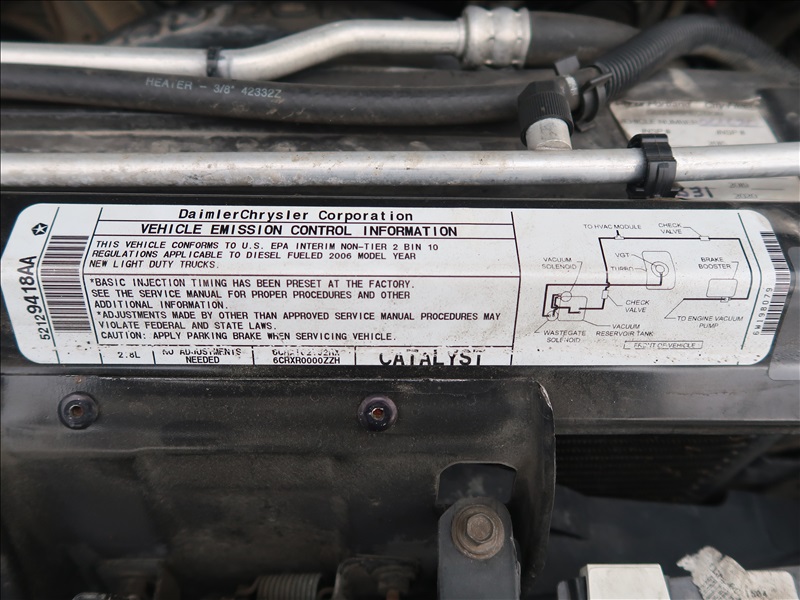 HEATER - 3/8" 42332Z
52129418AA
DaimlerChrysler Corporation
VEHICLE EMISSION CONTROL INFORMATION
THIS VEHICLE CONFORMS TO U.S. EPA INTERIM NON-TIER 2 BIN 10
REGULATIONS APPLICABLE TO DIESEL FUELED 2006 MODEL YEAR
NEW LIGHT DUTY TRUCKS.
*BASIC INJECTION TIMING HAS BEEN PRESET AT THE FACTORY.
SEE THE SERVICE MANUAL FOR PROPER PROCEDURES AND OTHER
ADDITIONAL INFORMATION.
*ADJUSTMENTS MADE BY OTHER THAN APPROVED SERVICE MANUAL PROCEDURES MAY
VIOLATE FEDERAL AND STATE LAWS.
CAUTION: APPLY PARKING BRAKE WHEN SERVICING VEHICLE.
2.8L
NO ADJUSTMENTS
NEEDED
6CRXR0000ZZH
CATALYST
TO HVAC MODULE
CHECK
VALVE
VACUUM
SOLENOID
VGT
TURBO
BRAKE
BOOSTER
CHECK
VALVE
WASTEGATE
SOLENOID
VACUUM
RESERVOIR TANK
TO ENGINE VACUUM
PUMP
FRONT OF VEHICLE